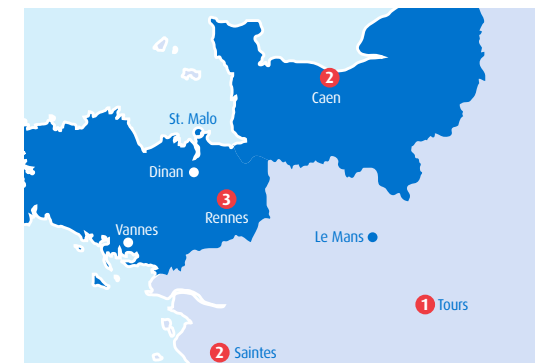 2
Caen
St. Malo
Dinan
3
Rennes
Vannes
Le Mans
1 Tours
2 Saintes